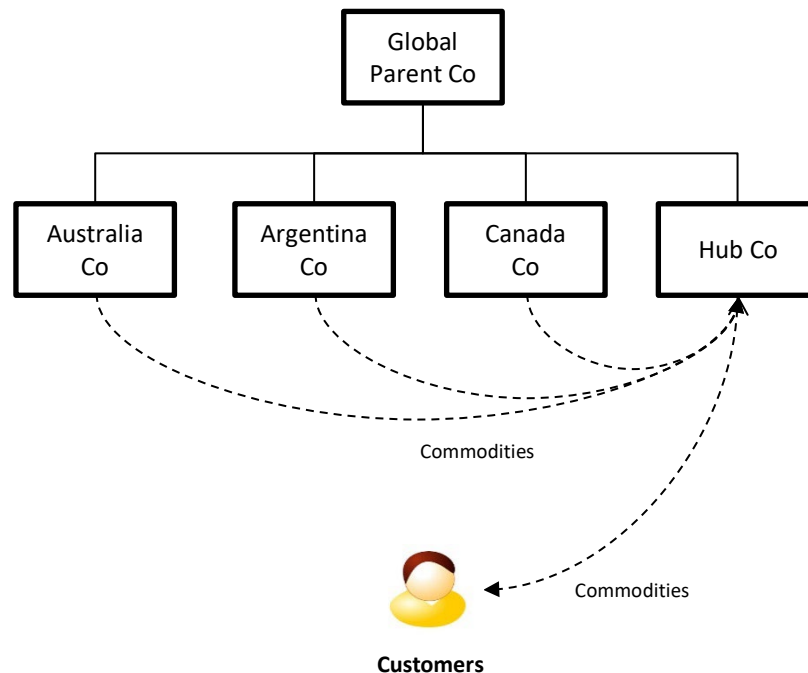 Global
Parent Co
Australia
Co
Argentina
Co
Canada
Co
Hub Co
Commodities
Commodities
Customers